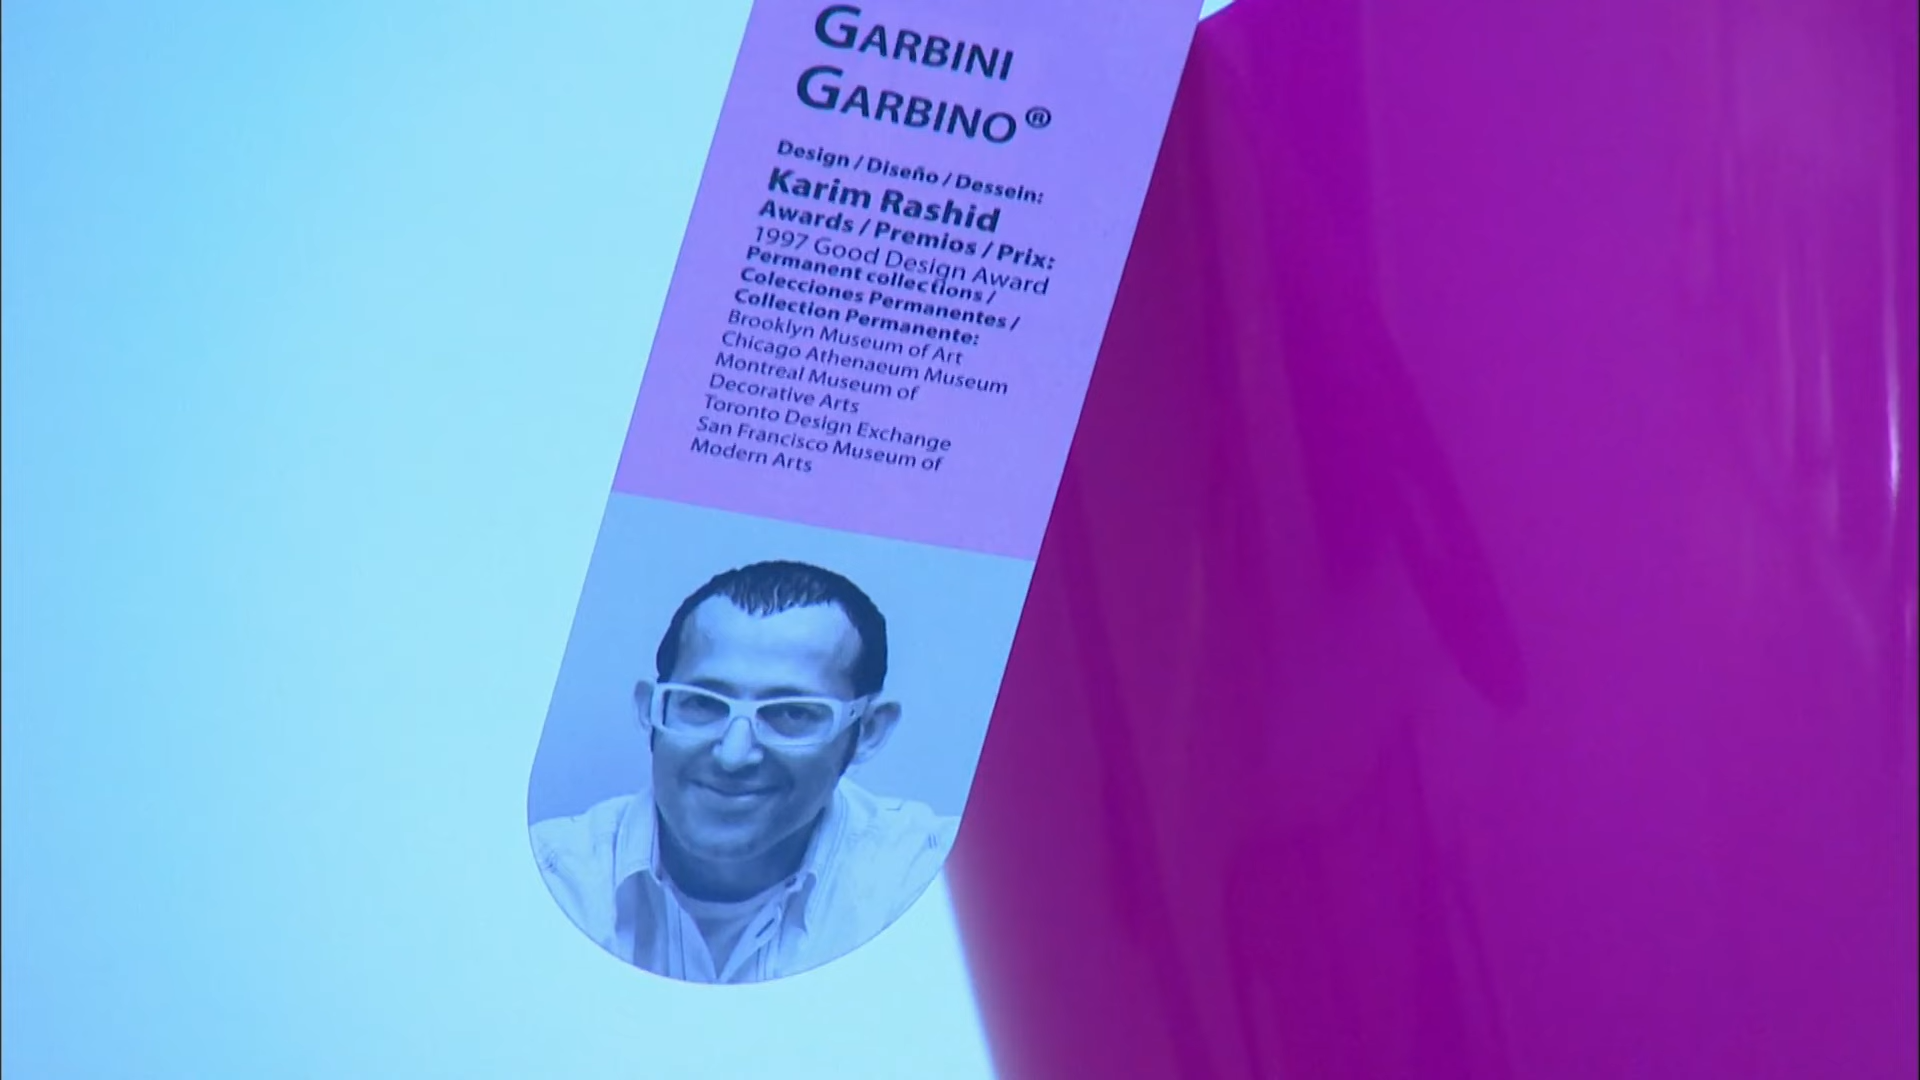 GARBINI
GARBINO®
Design / Diseño / Dessein:
Karim Rashid
Awards / Premios / Prix:
1997 Good Design Award
Permanent collections /
Colecciones Permanentes /
Collection Permanente:
Brooklyn Museum of Art
Chicago Athenaeum Museum
Montreal Museum of
Decorative Arts
Toronto Design Exchange
San Francisco Museum of
Modern Arts